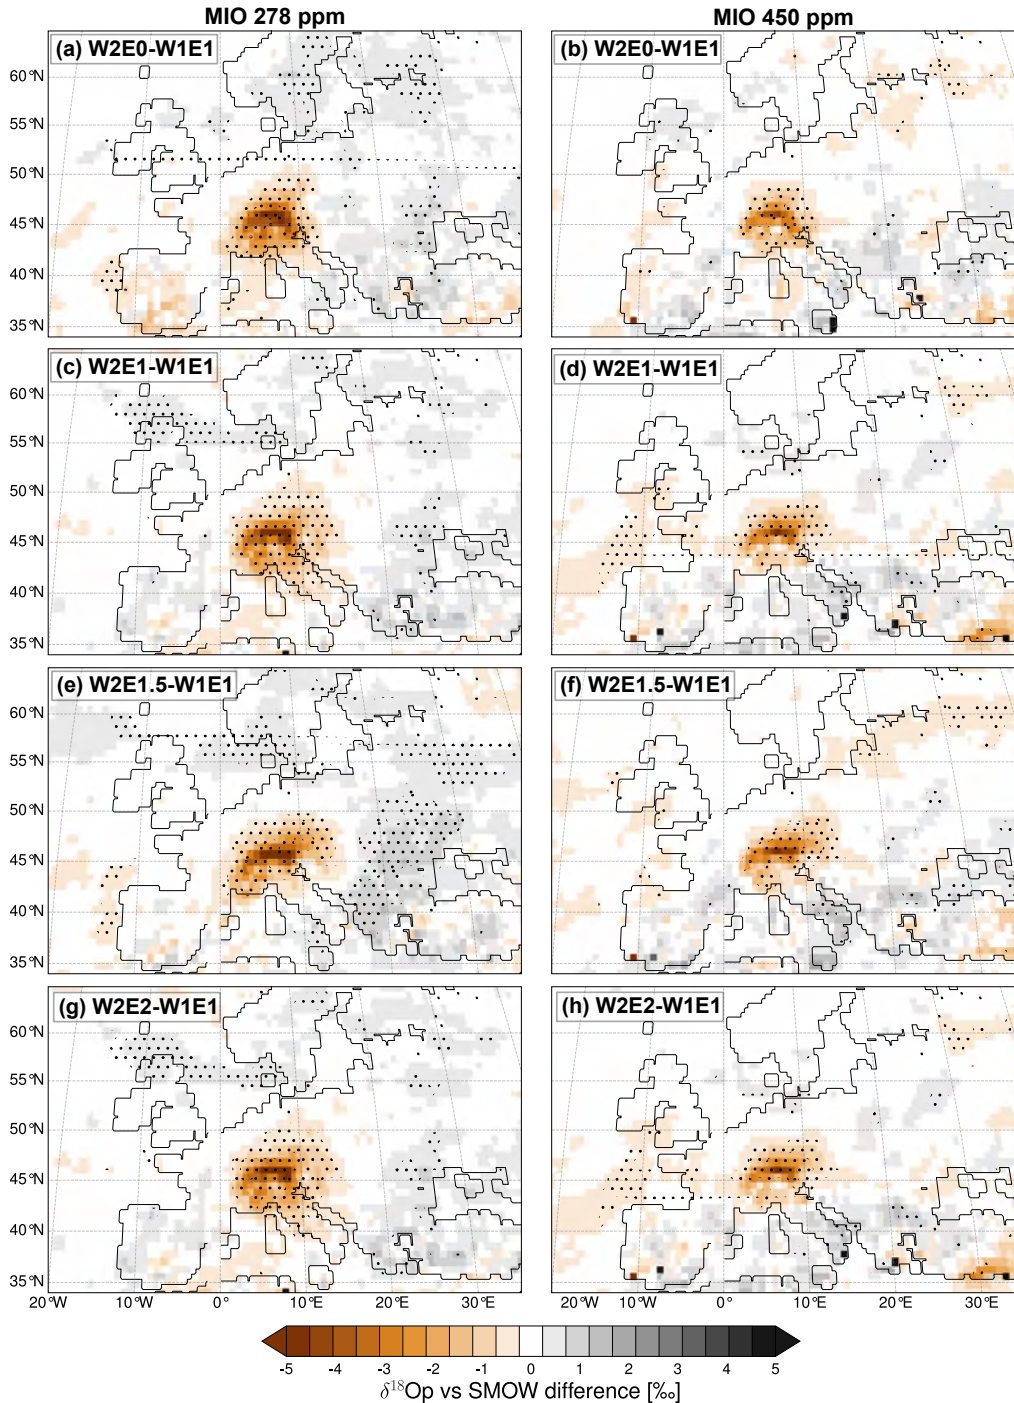 MIO 278 ppm
MIO 450 ppm
(a) W2E0-W1E1
(b) W2E0-W1E1
60°N
55°N
50°N
45°N
40°N
35°N
(c) W2E1-W1E1
(d) W2E1-W1E1
60°N
55°N
50°N
45°N
40°N
35°N
(e) W2E1.5-W1E1
(f) W2E1.5-W1E1
60°N
55°N
50°N
45°N
40°N
35°N
(g) W2E2-W1E1
(h) W2E2-W1E1
60°N
55°N
50°N
45°N
40°N
35°N
20°W 10°W 0° 10°E 20°E 30°E
20°W 10°W 0° 10°E 20°E 30°E
-5 -4 -3 -2 -1 0 1 2 3 4 5
δ¹⁸Op vs SMOW difference [‰]